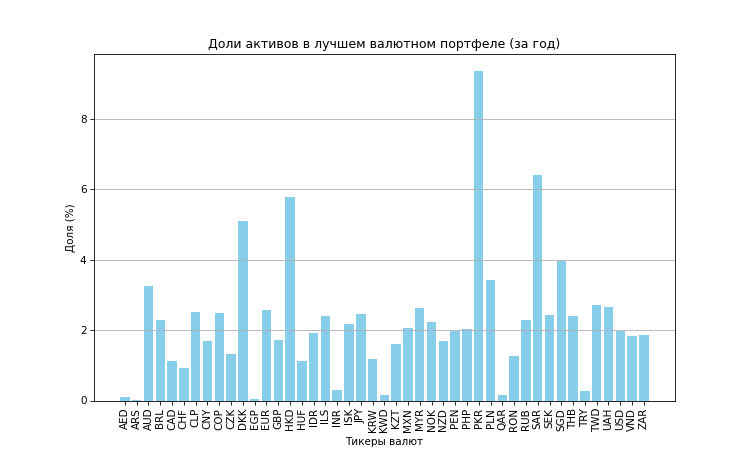 Доли активов в лучшем валютном портфеле (за год)
Доля (%)
8
6
4
2
0
AED ARS AUD BRL CAD CHF CLP CNY COP CZK DKK EGP EUR GBP HKD HUF IDR ILS INR ISK JPY KRW KWD KZT MXN MYR NOK NZD PEN PHP PKR PLN QAR RON RUB SAR SEK SGD THB TRY TWD UAH USD VND ZAR
Тикеры валют